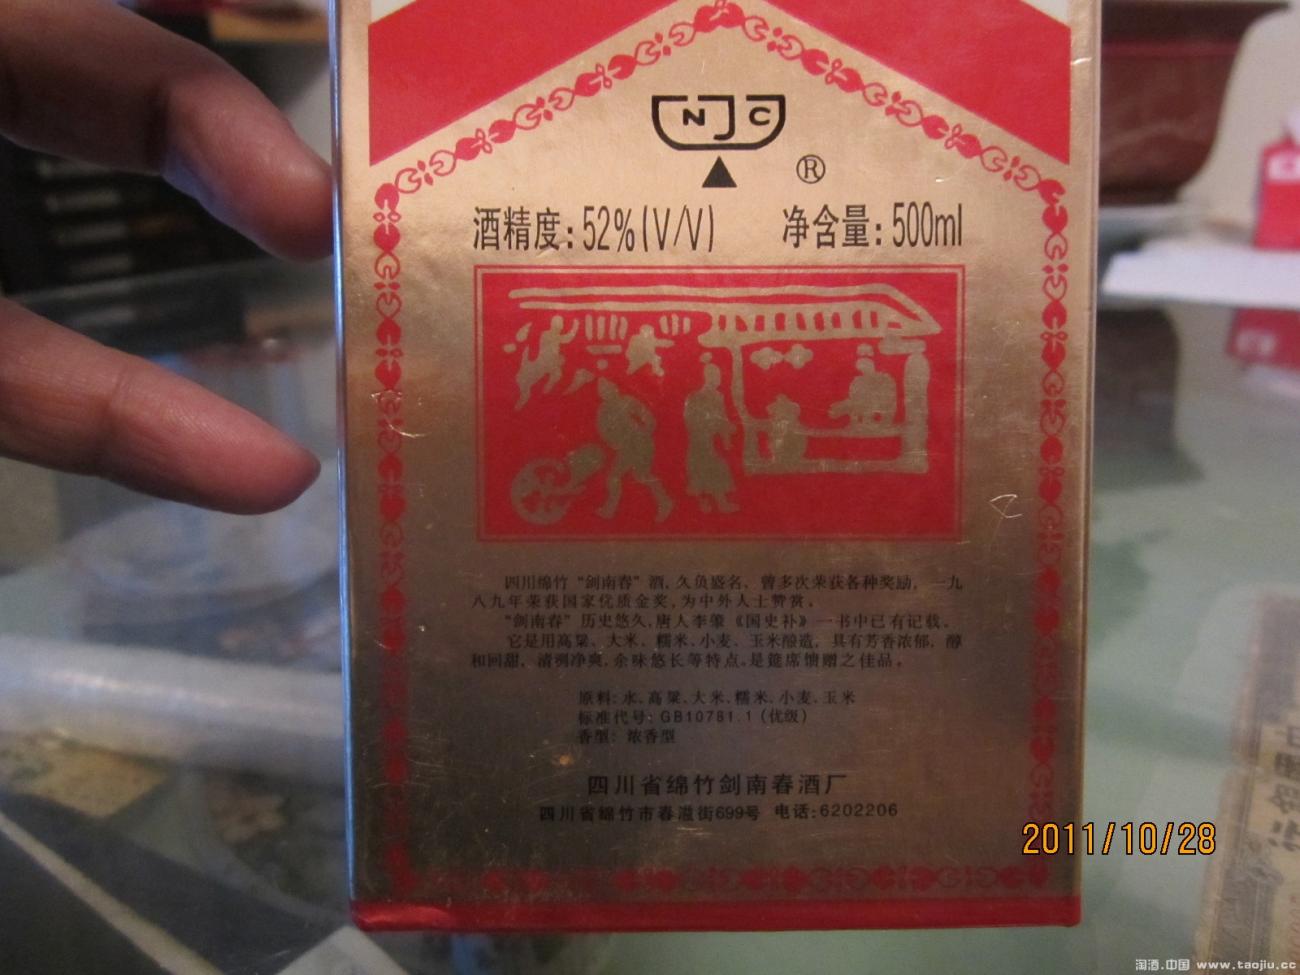 NJC
®
酒精度:52%(V/V) 净含量:500ml
四川绵竹“剑南春”酒,久负盛名、曾多次荣获各种奖励,一九
八九年荣获国家优质金奖,为中外人士赞赏。
“剑南春”历史悠久,唐人李肇《国史补》一书中已有记载。
它是用高粱、大米、糯米、小麦、玉米酿造,具有芳香浓郁,醇
和回甜,清冽净爽,余味悠长等特点。是筵席馈赠之佳品。
原料:水、高粱、大米、糯米、小麦、玉米
标准代号:GB10781.1(优级)
香型:浓香型
四川省绵竹剑南春酒厂
四川省绵竹市春溢街699号 电话:6202206
2011/10/28
淘酒.中国 www.taojiu.cc